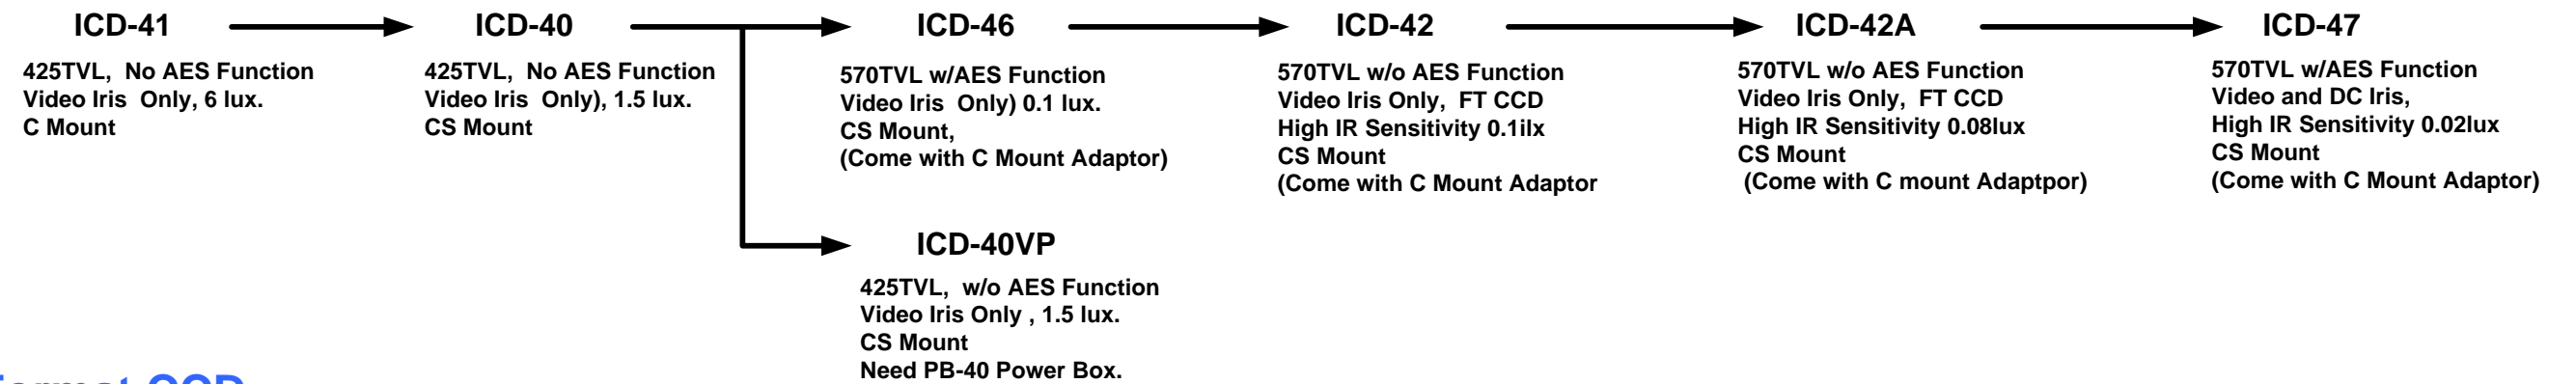 ICD-41
425TVL, No AES Function
Video Iris Only, 6 lux.
C Mount
ICD-40
425TVL, No AES Function
Video Iris Only), 1.5 lux.
CS Mount
ICD-46
570TVL w/AES Function
Video Iris Only) 0.1 lux.
CS Mount,
(Come with C Mount Adaptor)
ICD-42
570TVL w/o AES Function
Video Iris Only, FT CCD
High IR Sensitivity 0.1ilx
CS Mount
(Come with C Mount Adaptor
ICD-42A
570TVL w/o AES Function
Video Iris Only, FT CCD
High IR Sensitivity 0.08lux
CS Mount
(Come with C mount Adaptpor)
ICD-47
570TVL w/AES Function
Video and DC Iris,
High IR Sensitivity 0.02lux
CS Mount
(Come with C Mount Adaptor)
ICD-40VP
425TVL, w/o AES Function
Video Iris Only , 1.5 lux.
CS Mount
Need PB-40 Power Box.